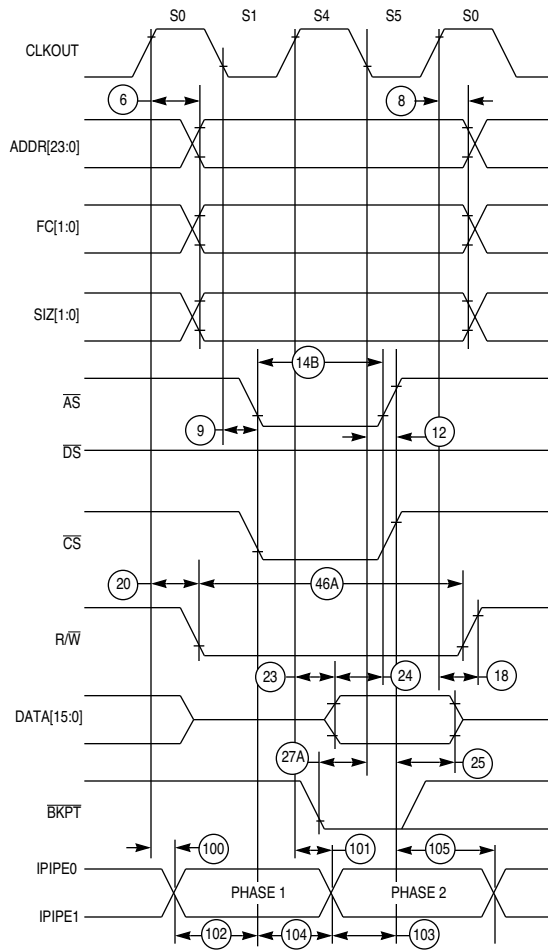 S0 S1 S4 S5 S0
CLKOUT
6 8
ADDR[23:0]
FC[1:0]
SIZ[1:0]
14B
AS
9 12
DS
CS
20 46A
R/W
23 24 18
DATA[15:0]
27A 25
BKPT
100 101 105
IPIPE0
PHASE 1 PHASE 2
IPIPE1
102 104 103